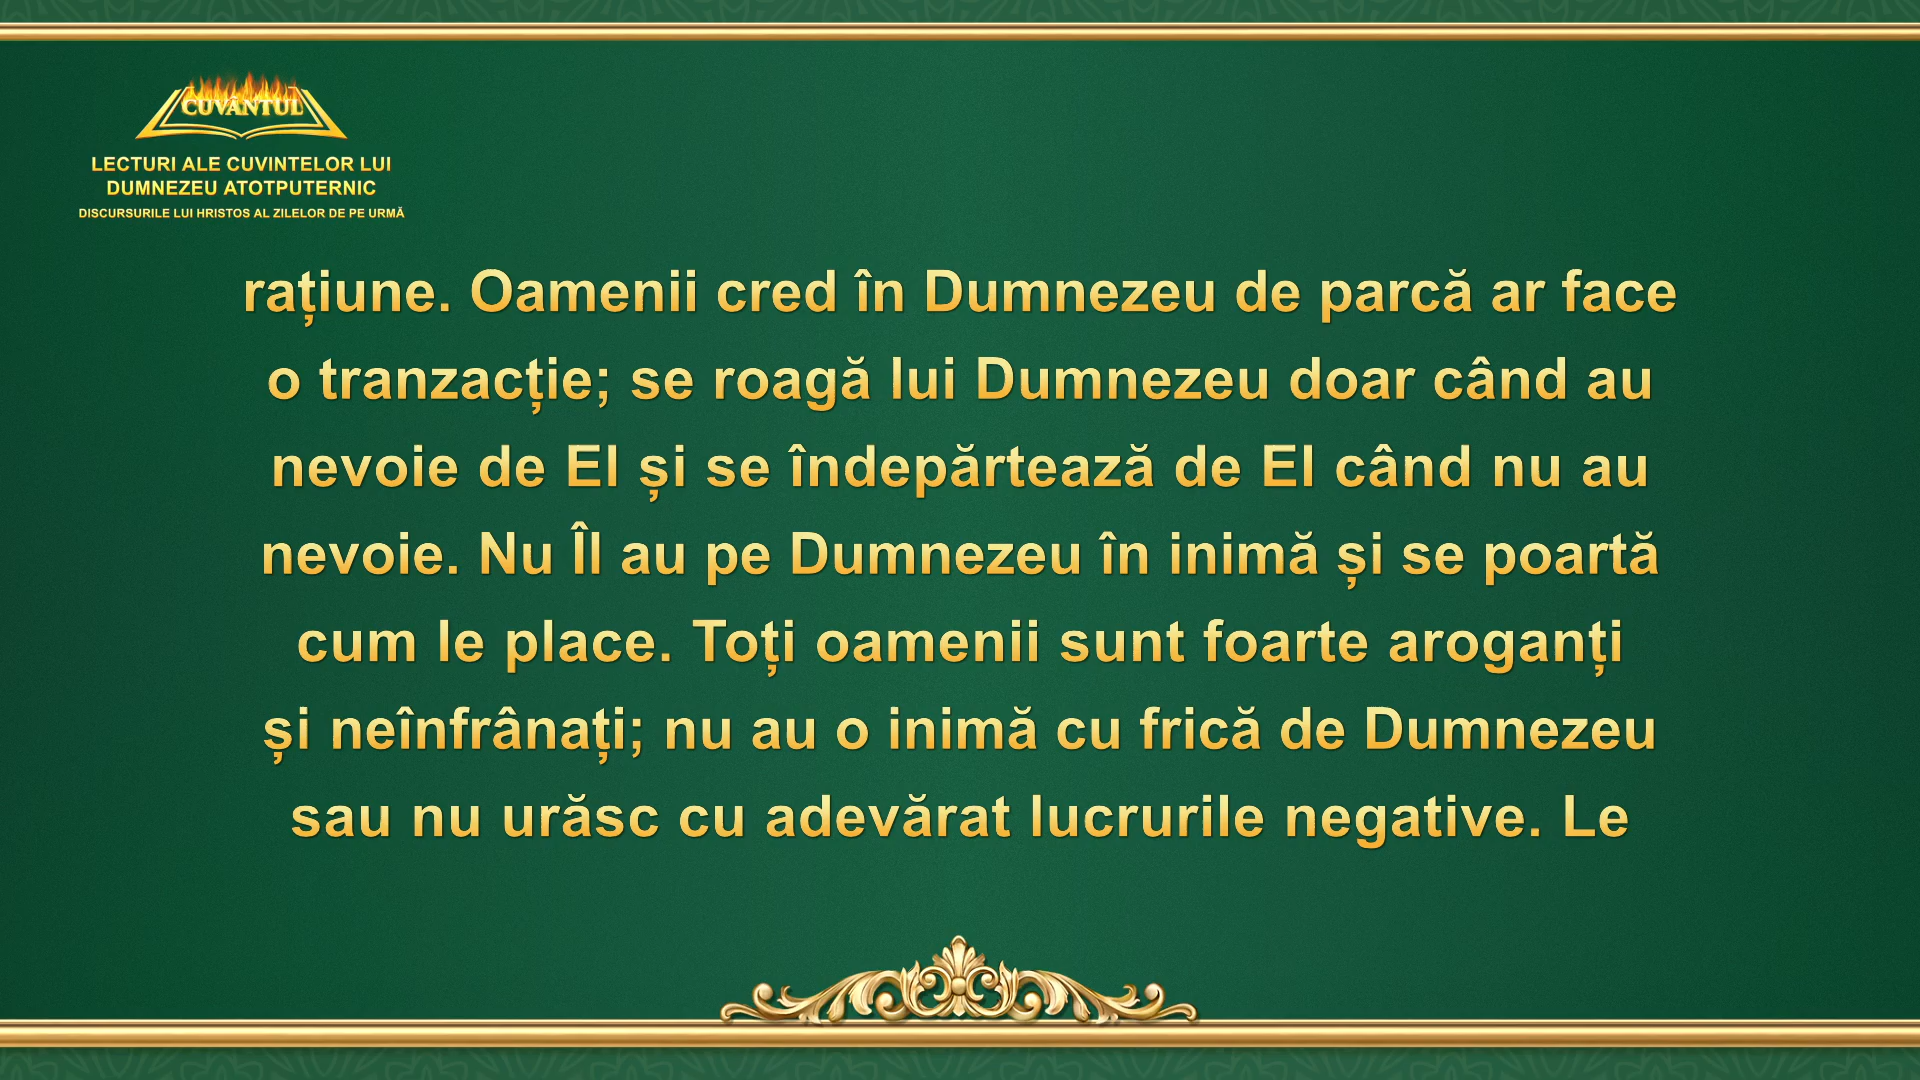 CUVÂNTUL
LECTURI ALE CUVINTELOR LUI
DUMNEZEU ATOTPUTERNIC
DISCURSURILE LUI HRISTOS AL ZILELOR DE PE URMĂ
rațiune. Oamenii cred în Dumnezeu de parcă ar face
o tranzacție; se roagă lui Dumnezeu doar când au
nevoie de El și se îndepărtează de El când nu au
nevoie. Nu Îl au pe Dumnezeu în inimă și se poartă
cum le place. Toți oamenii sunt foarte aroganți
și neînfrânați; nu au o inimă cu frică de Dumnezeu
sau nu urăsc cu adevărat lucrurile negative. Le